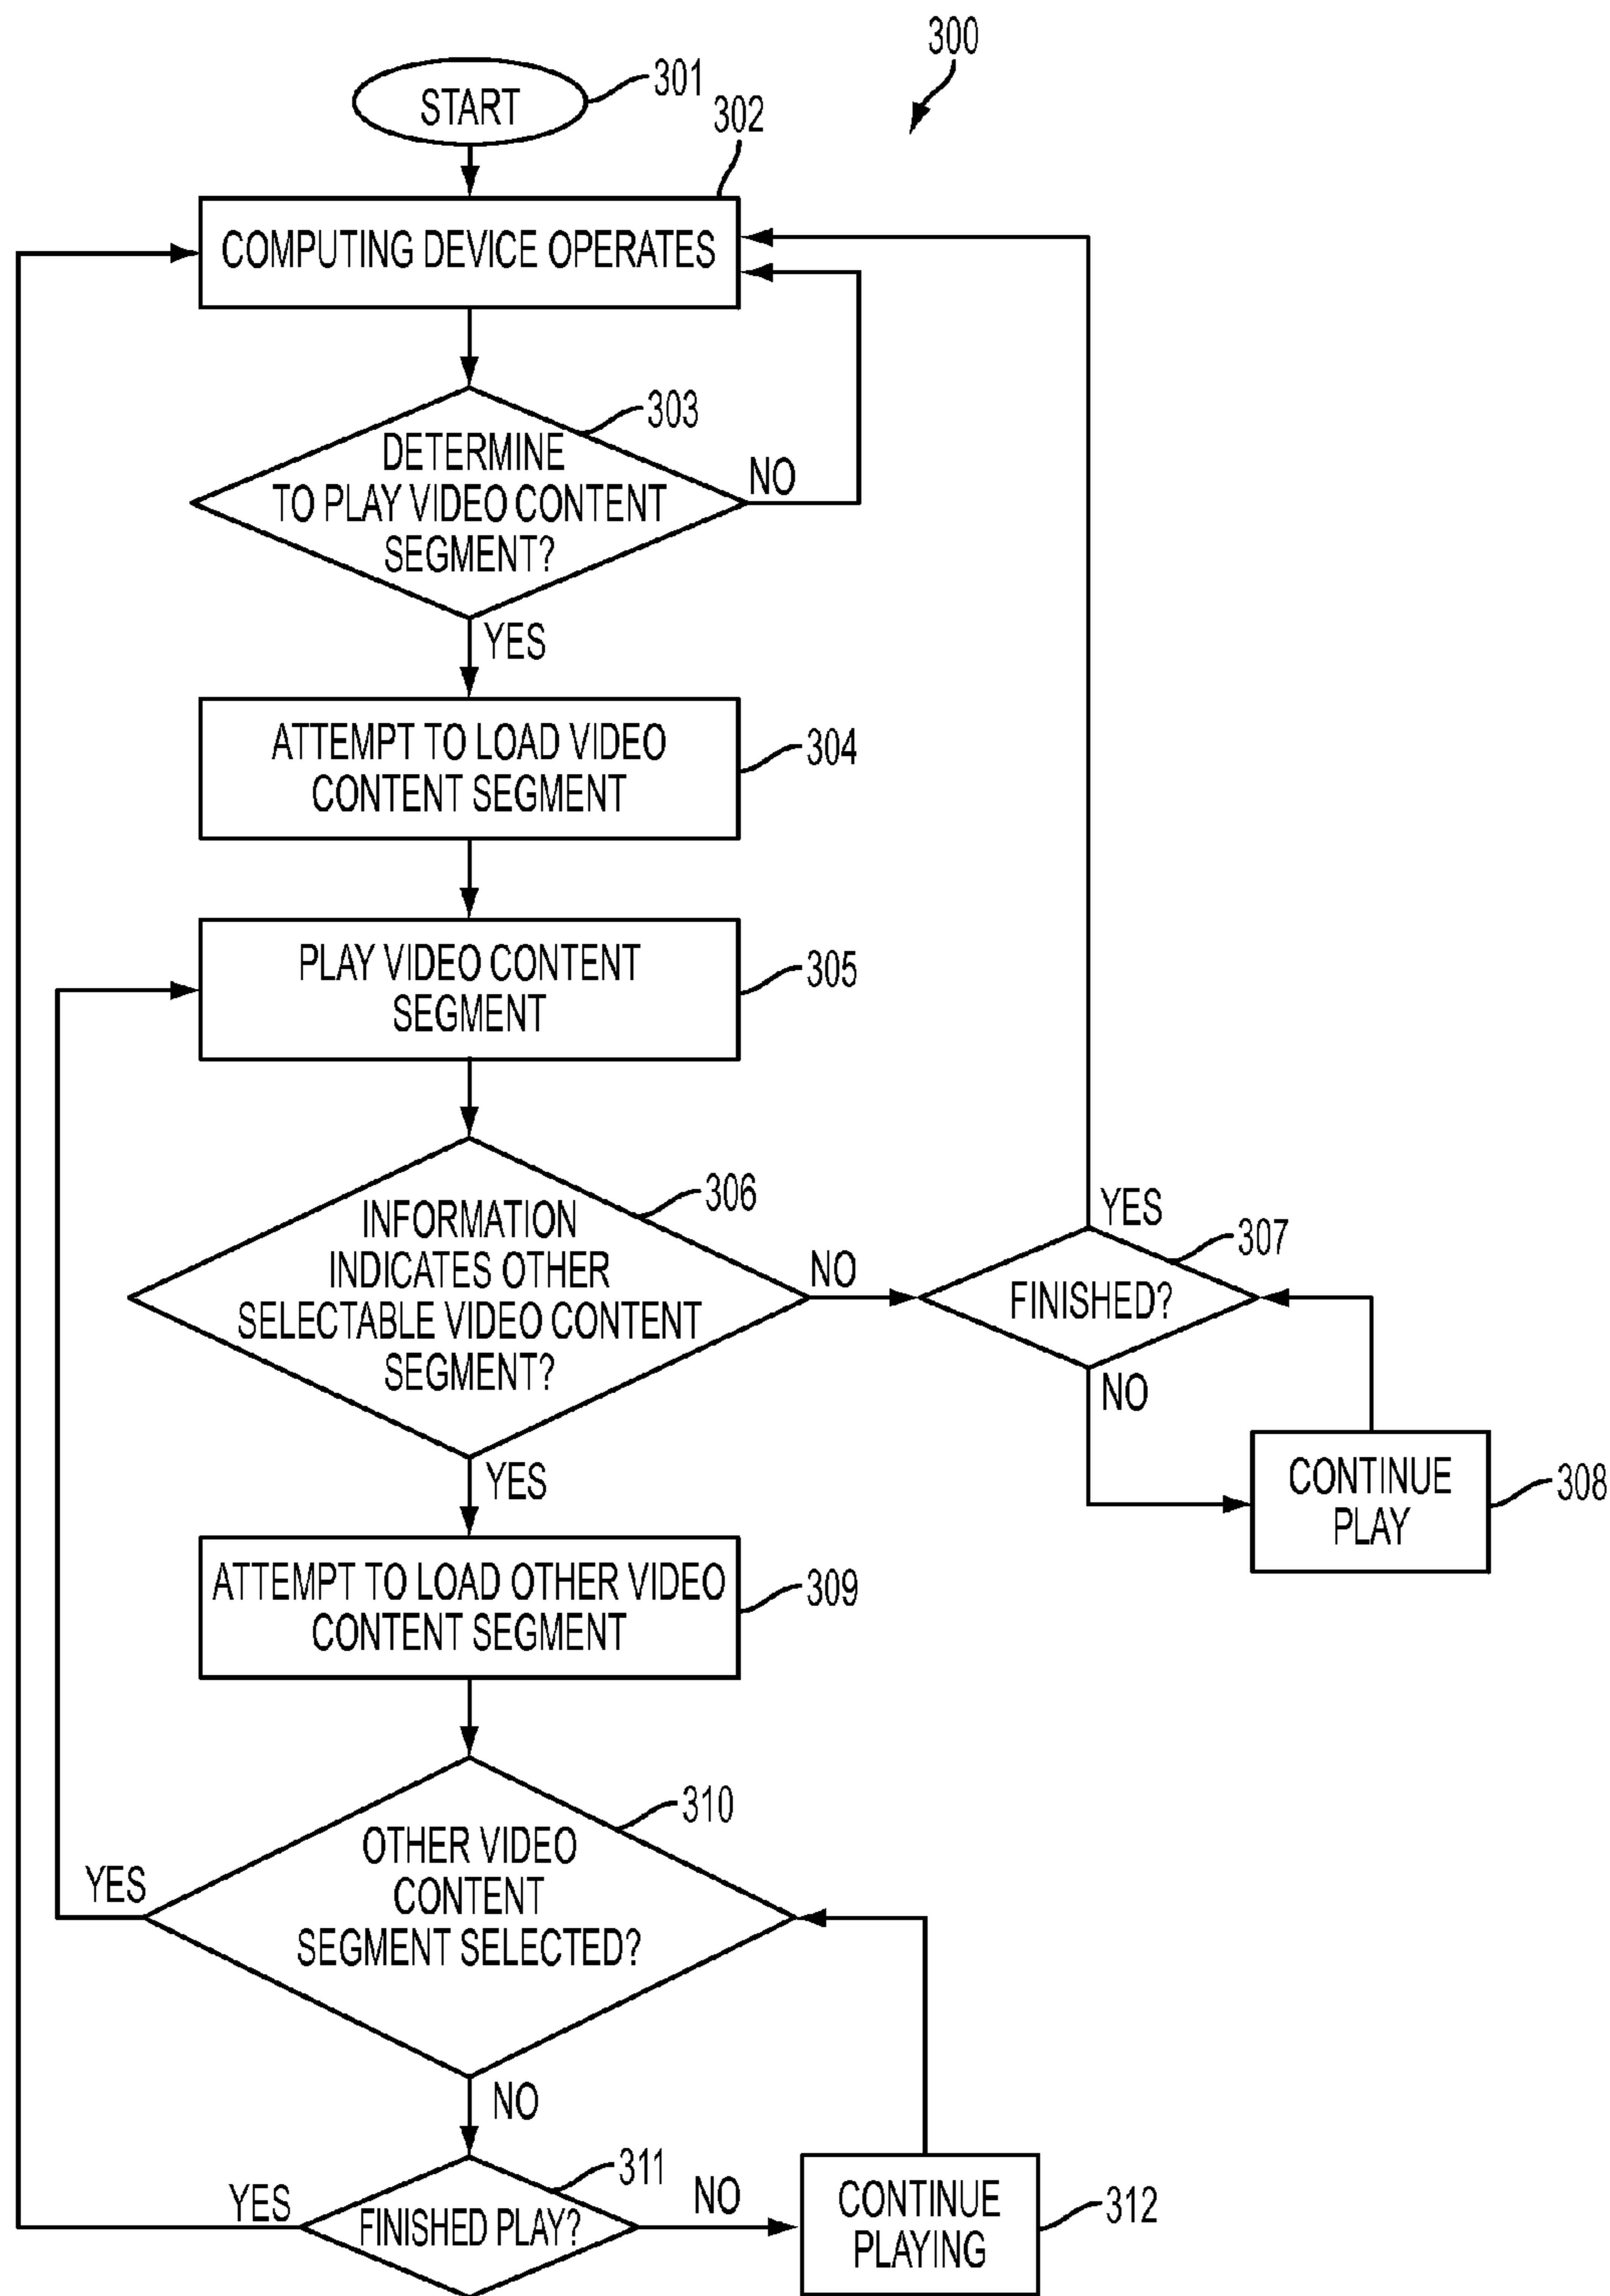 300
START
301
302
COMPUTING DEVICE OPERATES
303
DETERMINE
TO PLAY VIDEO CONTENT
SEGMENT?
NO
YES
ATTEMPT TO LOAD VIDEO
CONTENT SEGMENT
304
PLAY VIDEO CONTENT
SEGMENT
305
306
INFORMATION
INDICATES OTHER
SELECTABLE VIDEO CONTENT
SEGMENT?
NO
YES
307
FINISHED?
NO
CONTINUE
PLAY
308
YES
ATTEMPT TO LOAD OTHER VIDEO
CONTENT SEGMENT
309
310
OTHER VIDEO
CONTENT
SEGMENT SELECTED?
YES
NO
311
FINISHED PLAY?
YES
NO
CONTINUE
PLAYING
312